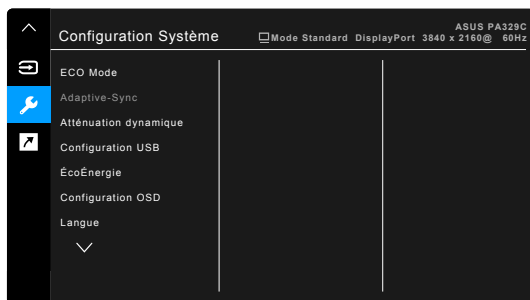 ASUS PA329C
Configuration Système
Mode Standard DisplayPort 3840 x 2160@ 60Hz
ECO Mode
Adaptive-Sync
Atténuation dynamique
Configuration USB
ÉcoÉnergie
Configuration OSD
Langue